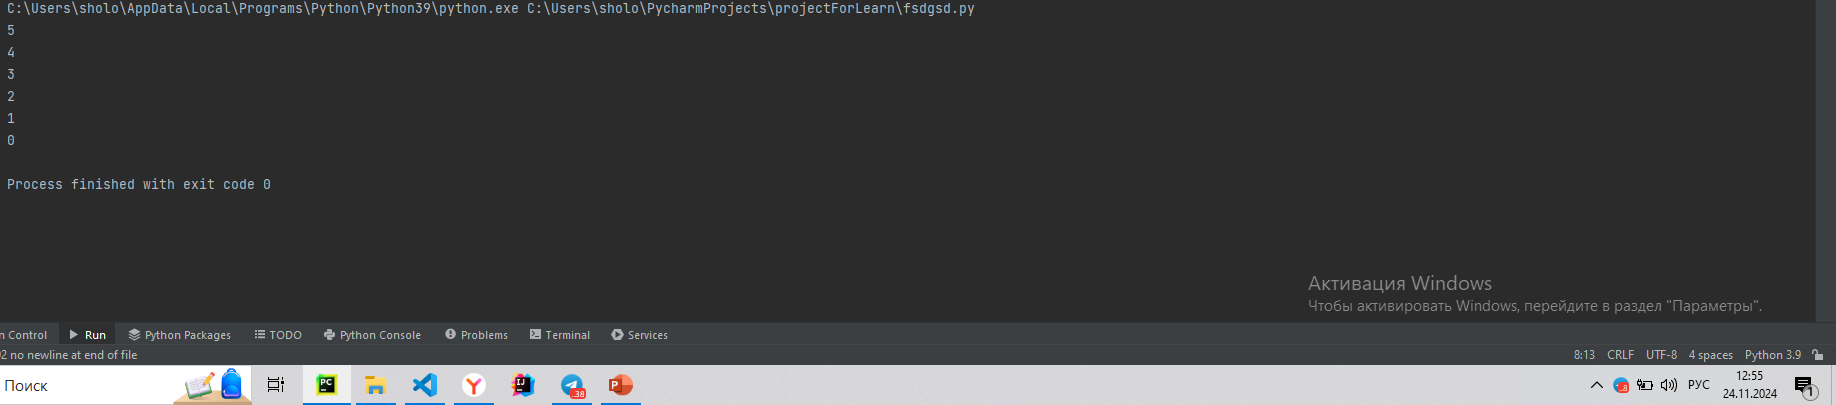 C:\Users\sholo\AppData\Local\Programs\Python\Python39\python.exe C:\Users\sholo\PycharmProjects\projectForLearn\fsdgsd.py
5
4
3
2
1
0
Process finished with exit code 0
Активация Windows
Чтобы активировать Windows, перейдите в раздел "Параметры".
n Control Run Python Packages TODO Python Console Problems Terminal Services
02 no newline at end of file 8:13 CRLF UTF-8 4 spaces Python 3.9
Поиск PC IJ .38 P .8 РУС 12:55
24.11.2024 1